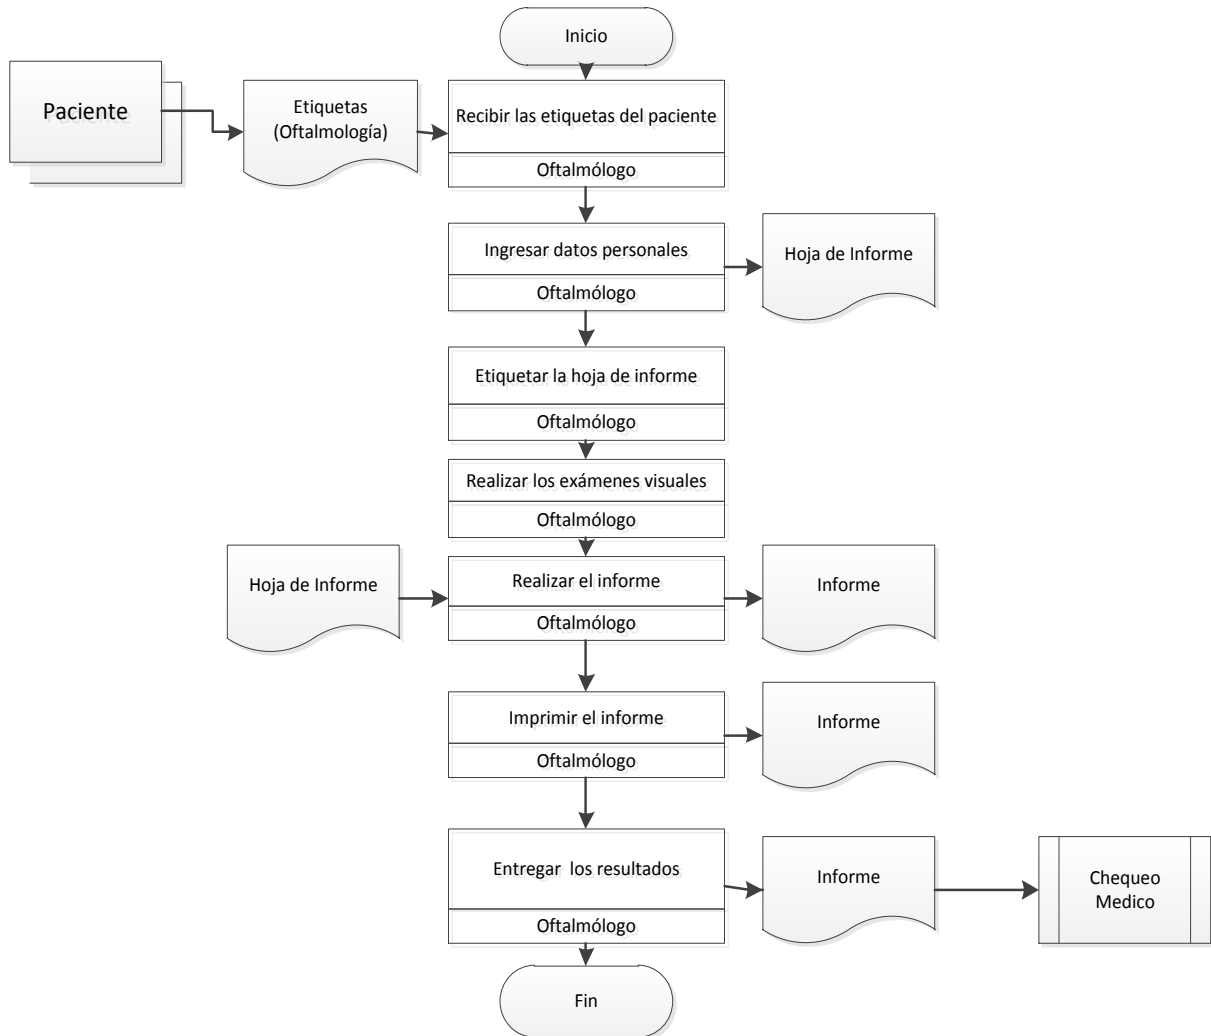 Inicio
Paciente
Etiquetas
(Oftalmología)
Recibir las etiquetas del paciente
Oftalmólogo
Ingresar datos personales
Oftalmólogo
Hoja de Informe
Etiquetar la hoja de informe
Oftalmólogo
Realizar los exámenes visuales
Oftalmólogo
Hoja de Informe
Realizar el informe
Oftalmólogo
Informe
Imprimir el informe
Oftalmólogo
Informe
Entregar los resultados
Oftalmólogo
Informe
Chequeo
Medico
Fin